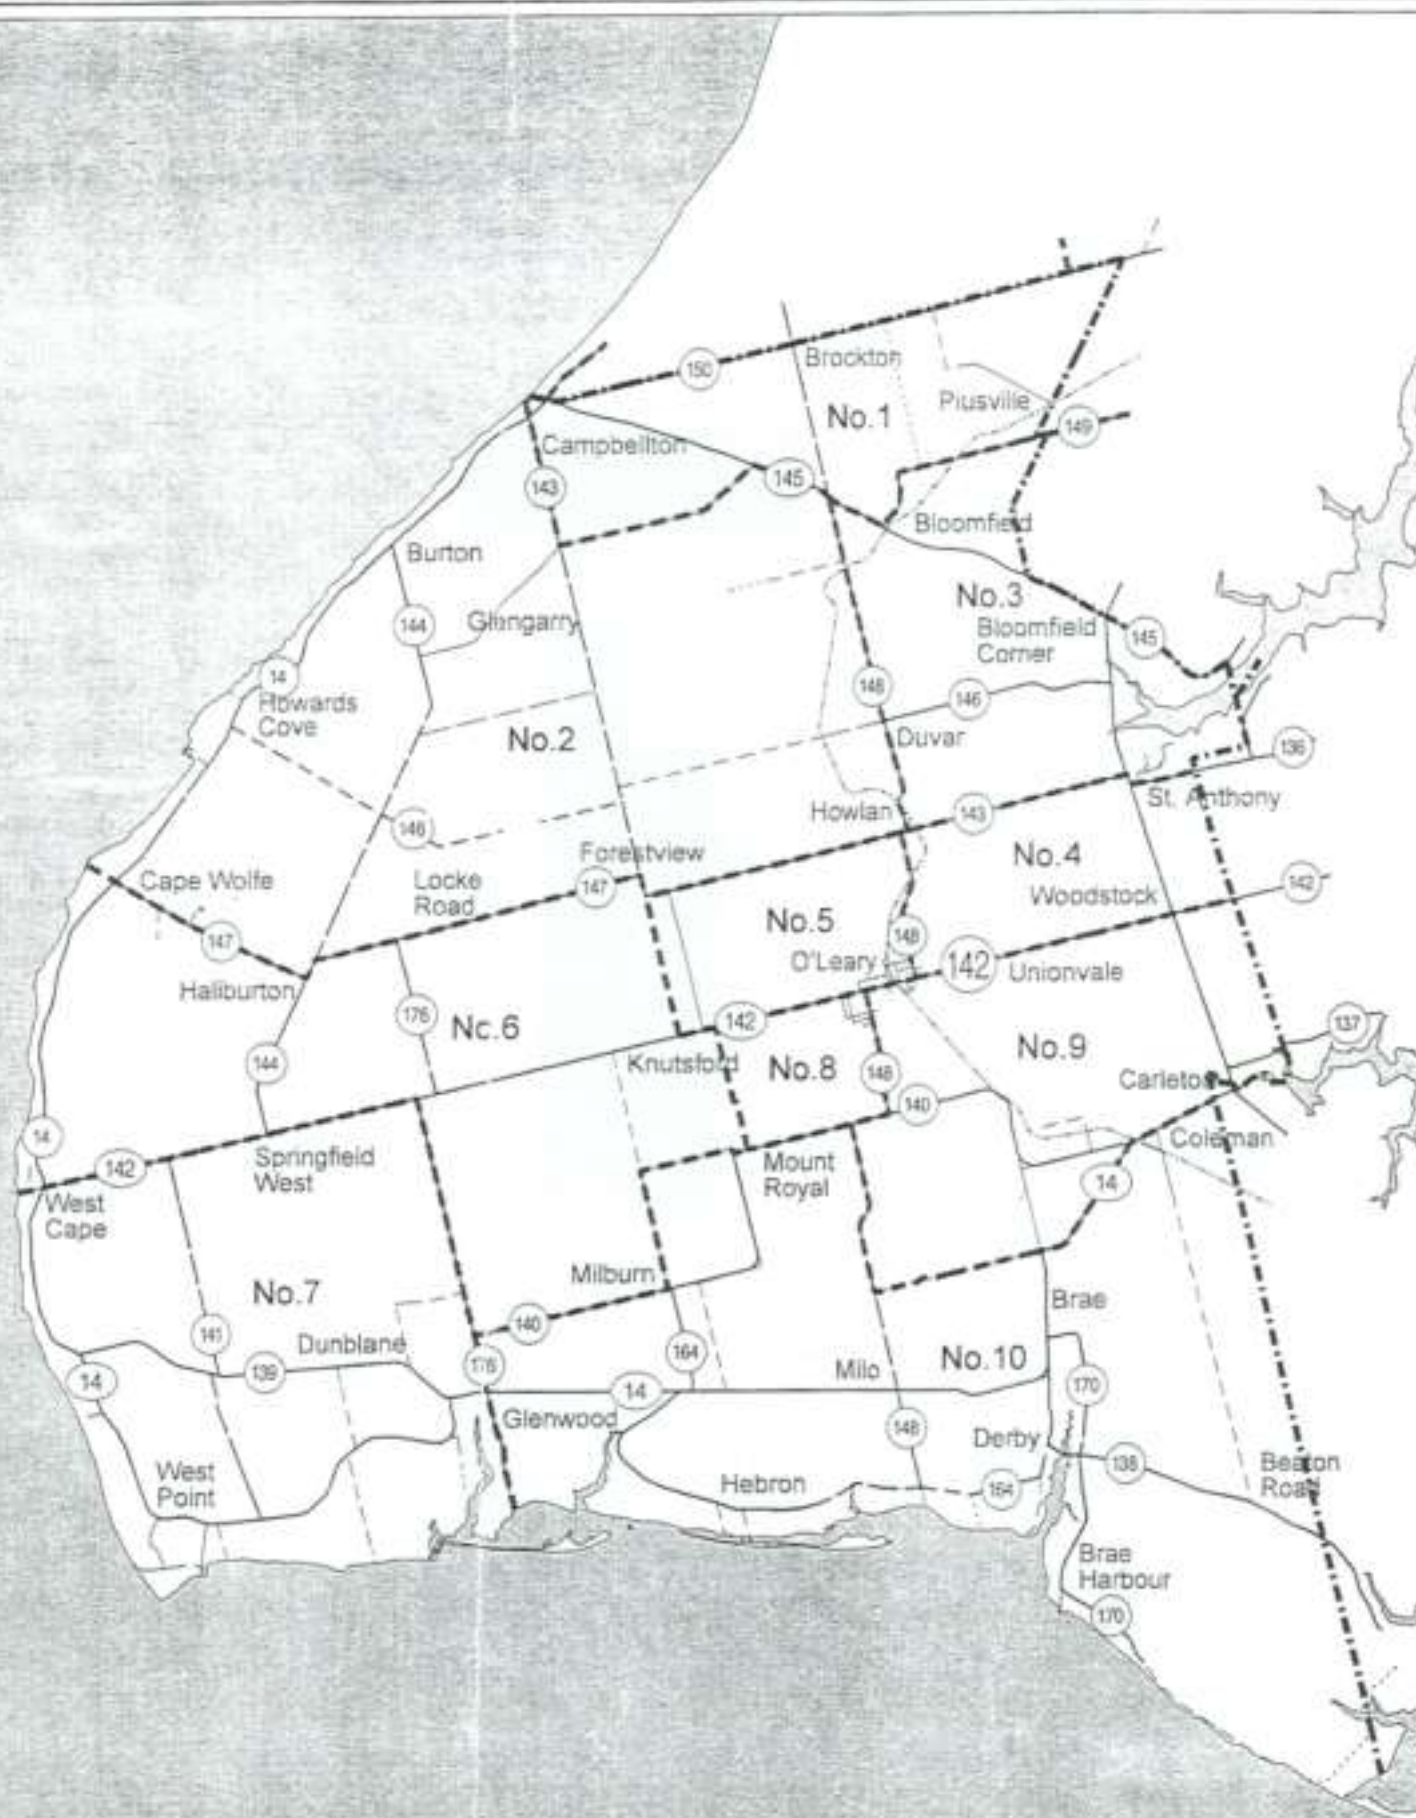 150
Brockton
No.1
Piusville
149
Campbellton
145
143
Bloomfield
Burton
No.3
144
Glengarry
Bloomfield
Corner
145
14
Howards
Cove
148
146
No.2
Duvar
136
St. Anthony
Howlan
143
146
Forestview
No.4
Cape Wolfe
Locke
Road
147
Woodstock
142
No.5
147
148
O'Leary
142
Unionvale
Haliburton
176
Nc.6
142
137
No.9
144
Knutsford
No.8
148
Carleton
140
14
Coleman
142
Springfield
West
Mount
Royal
14
West
Cape
Milburn
No.7
Brae
140
141
Dunblane
139
176
164
Milo
No.10
14
14
170
Glenwood
148
Derby
138
Beaton
Road
West
Point
Hebron
164
Brae
Harbour
170